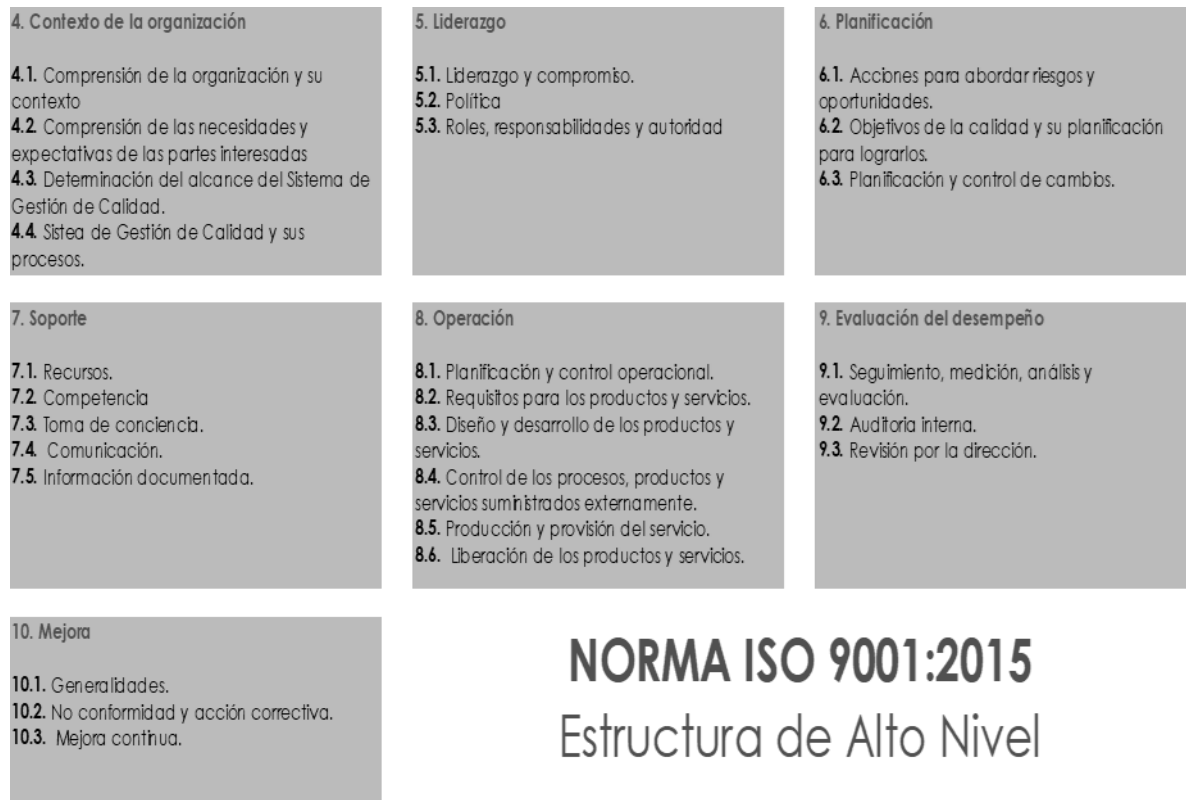 4. Contexto de la organización
4.1. Comprensión de la organización y su
contexto
4.2. Comprensión de las necesidades y
expectativas de las partes interesadas
4.3. Determinación del alcance del Sistema de
Gestión de Calidad.
4.4. Sistea de Gestión de Calidad y sus
procesos.
5. Liderazgo
5.1. Liderazgo y compromiso.
5.2. Política
5.3. Roles, responsabilidades y autoridad
6. Planificación
6.1. Acciones para abordar riesgos y
oportunidades.
6.2. Objetivos de la calidad y su planificación
para lograrlos.
6.3. Planificación y control de cambios.
7. Soporte
7.1. Recursos.
7.2. Competencia
7.3. Toma de conciencia.
7.4. Comunicación.
7.5. Información documentada.
8. Operación
8.1. Planificación y control operacional.
8.2. Requisitos para los productos y servicios.
8.3. Diseño y desarrollo de los productos y
servicios.
8.4. Control de los procesos, productos y
servicios suministrados externamente.
8.5. Producción y provisión del servicio.
8.6. Liberación de los productos y servicios.
9. Evaluación del desempeño
9.1. Seguimiento, medición, análisis y
evaluación.
9.2. Auditoria interna.
9.3. Revisión por la dirección.
10. Mejora
10.1. Generalidades.
10.2. No conformidad y acción correctiva.
10.3. Mejora continua.
NORMA ISO 9001:2015
Estructura de Alto Nivel